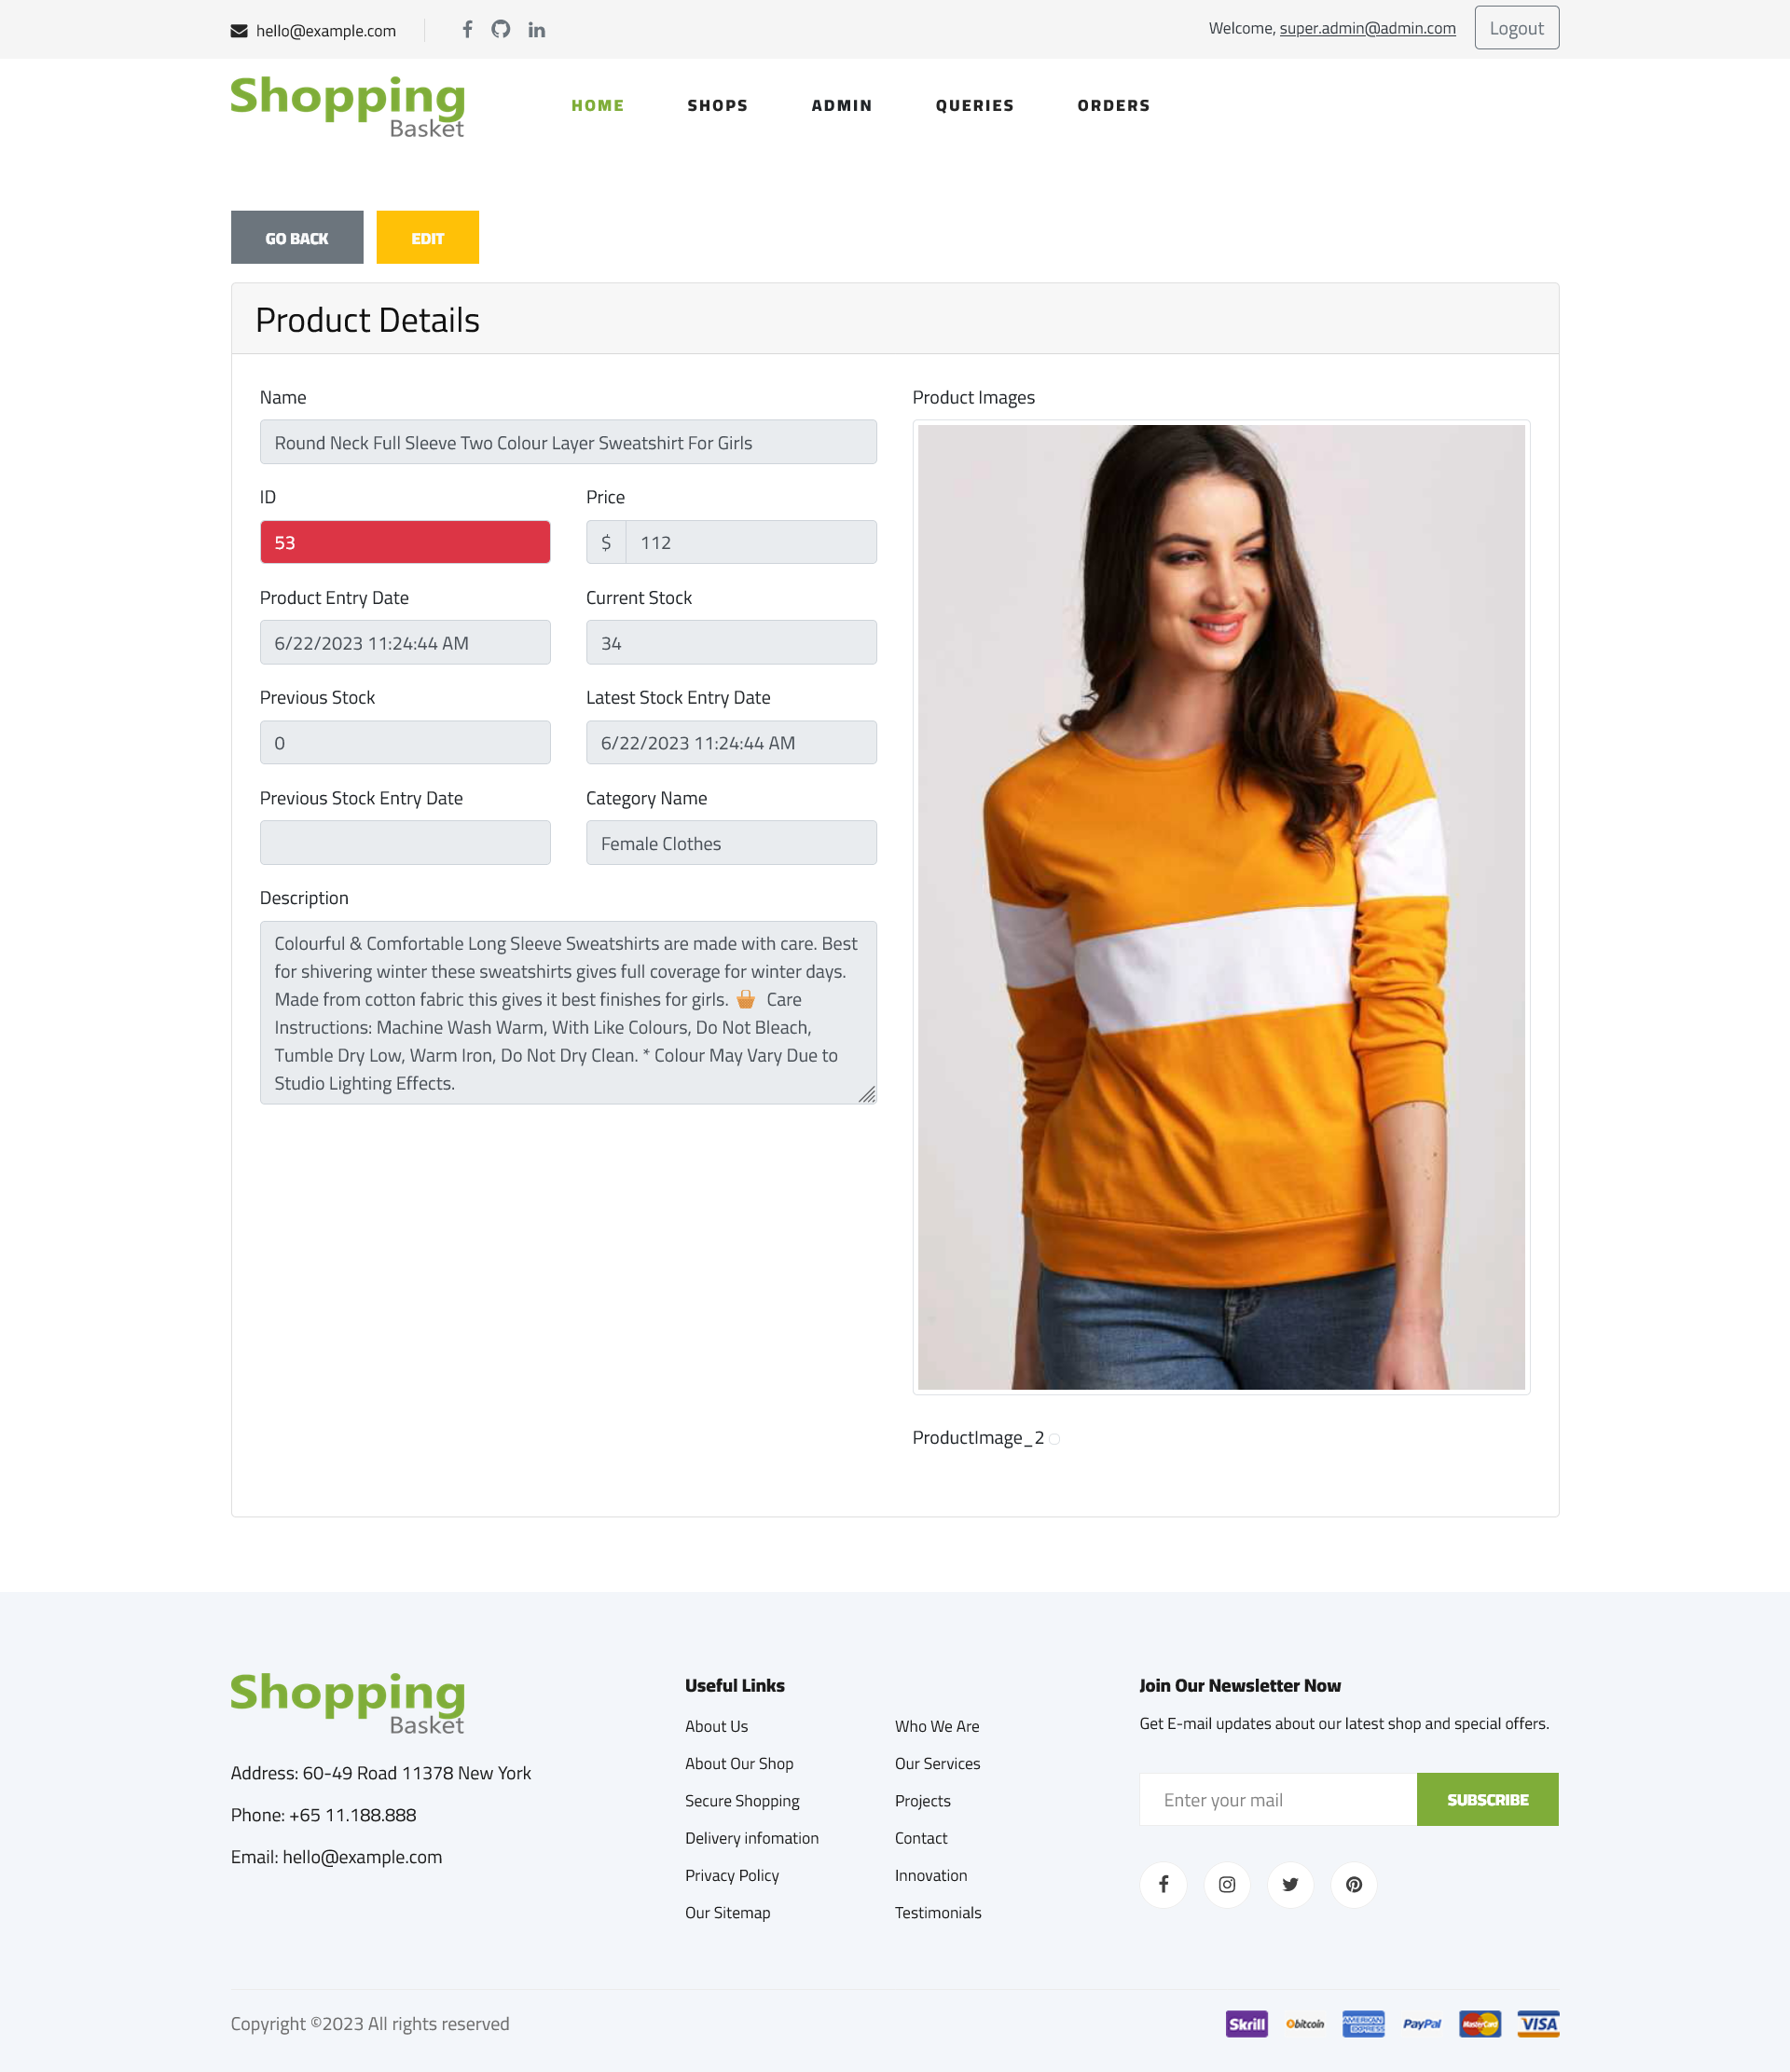 hello@example.com
Welcome, super.admin@admin.com
Logout
Shopping
Basket
HOME
SHOPS
ADMIN
QUERIES
ORDERS
GO BACK
EDIT
Product Details
Name
Round Neck Full Sleeve Two Colour Layer Sweatshirt For Girls
ID
Price
53
$ 112
Product Entry Date
Current Stock
6/22/2023 11:24:44 AM
34
Previous Stock
Latest Stock Entry Date
0
6/22/2023 11:24:44 AM
Previous Stock Entry Date
Category Name
Female Clothes
Description
Colourful & Comfortable Long Sleeve Sweatshirts are made with care. Best
for shivering winter these sweatshirts gives full coverage for winter days.
Made from cotton fabric this gives it best finishes for girls. Care
Instructions: Machine Wash Warm, With Like Colours, Do Not Bleach,
Tumble Dry Low, Warm Iron, Do Not Dry Clean. * Colour May Vary Due to
Studio Lighting Effects.
Product Images
ProductImage_2
Shopping
Basket
Address: 60-49 Road 11378 New York
Phone: +65 11.188.888
Email: hello@example.com
Useful Links
About Us
About Our Shop
Secure Shopping
Delivery infomation
Privacy Policy
Our Sitemap
Who We Are
Our Services
Projects
Contact
Innovation
Testimonials
Join Our Newsletter Now
Get E-mail updates about our latest shop and special offers.
Enter your mail
SUBSCRIBE
Copyright ©2023 All rights reserved
Skrill
bitcoin
AMERICAN EXPRESS
PayPal
MasterCard
VISA